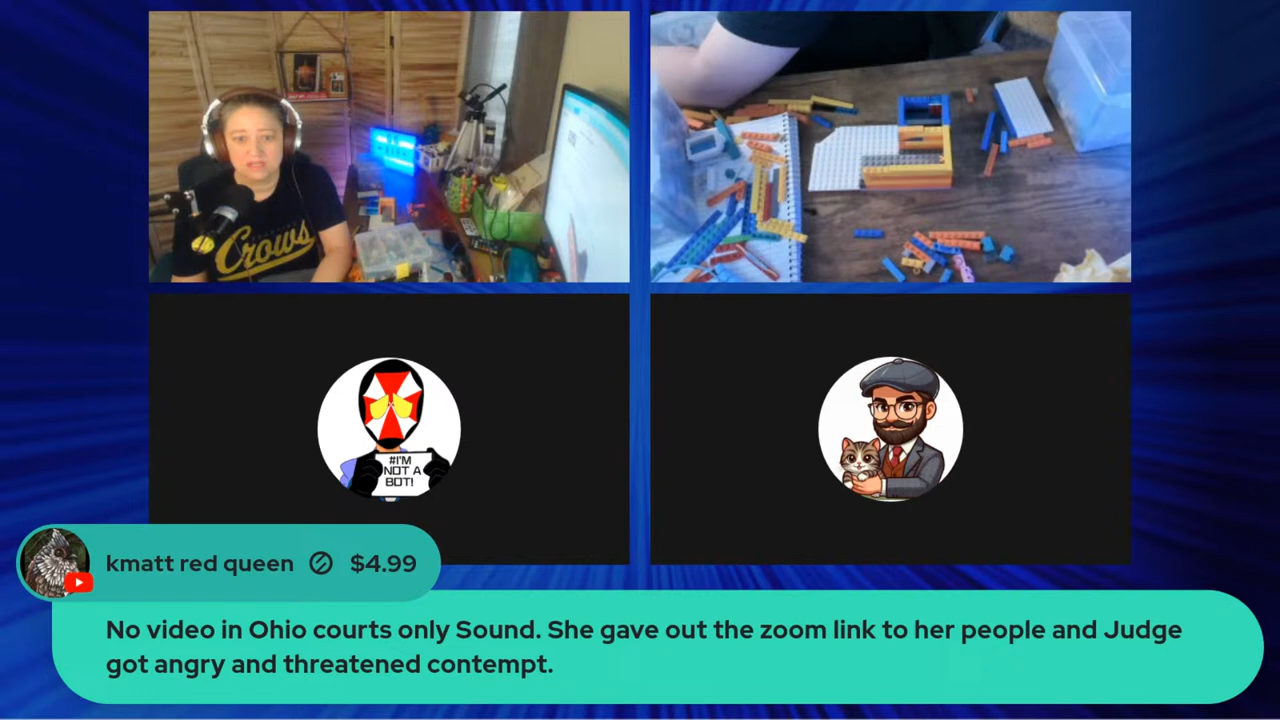 Crows
#I'M
NOT A
BOT!
kmatt red queen $4.99
No video in Ohio courts only Sound. She gave out the zoom link to her people and Judge
got angry and threatened contempt.